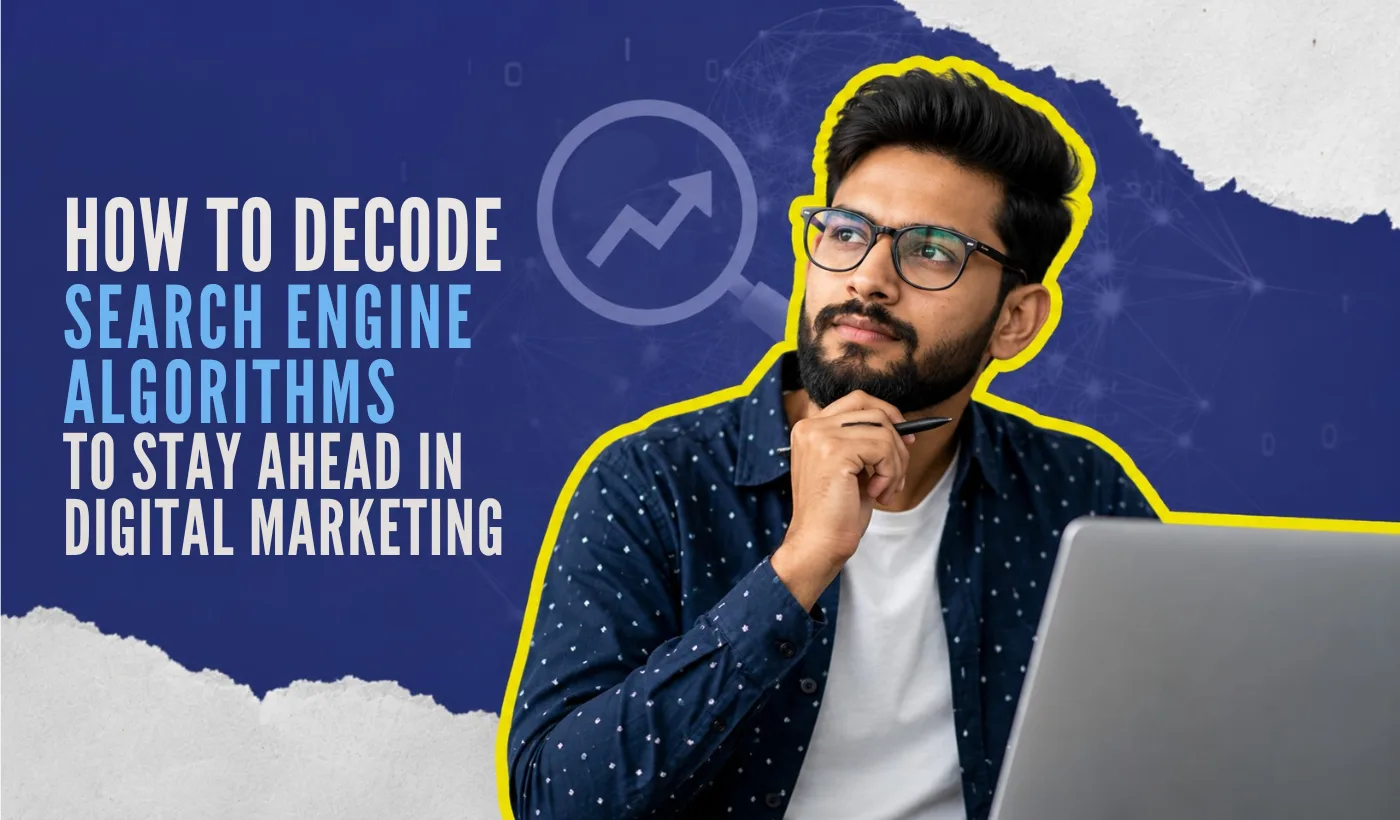 HOW TO DECODE
SEARCH ENGINE
ALGORITHMS
TO STAY AHEAD IN
DIGITAL MARKETING